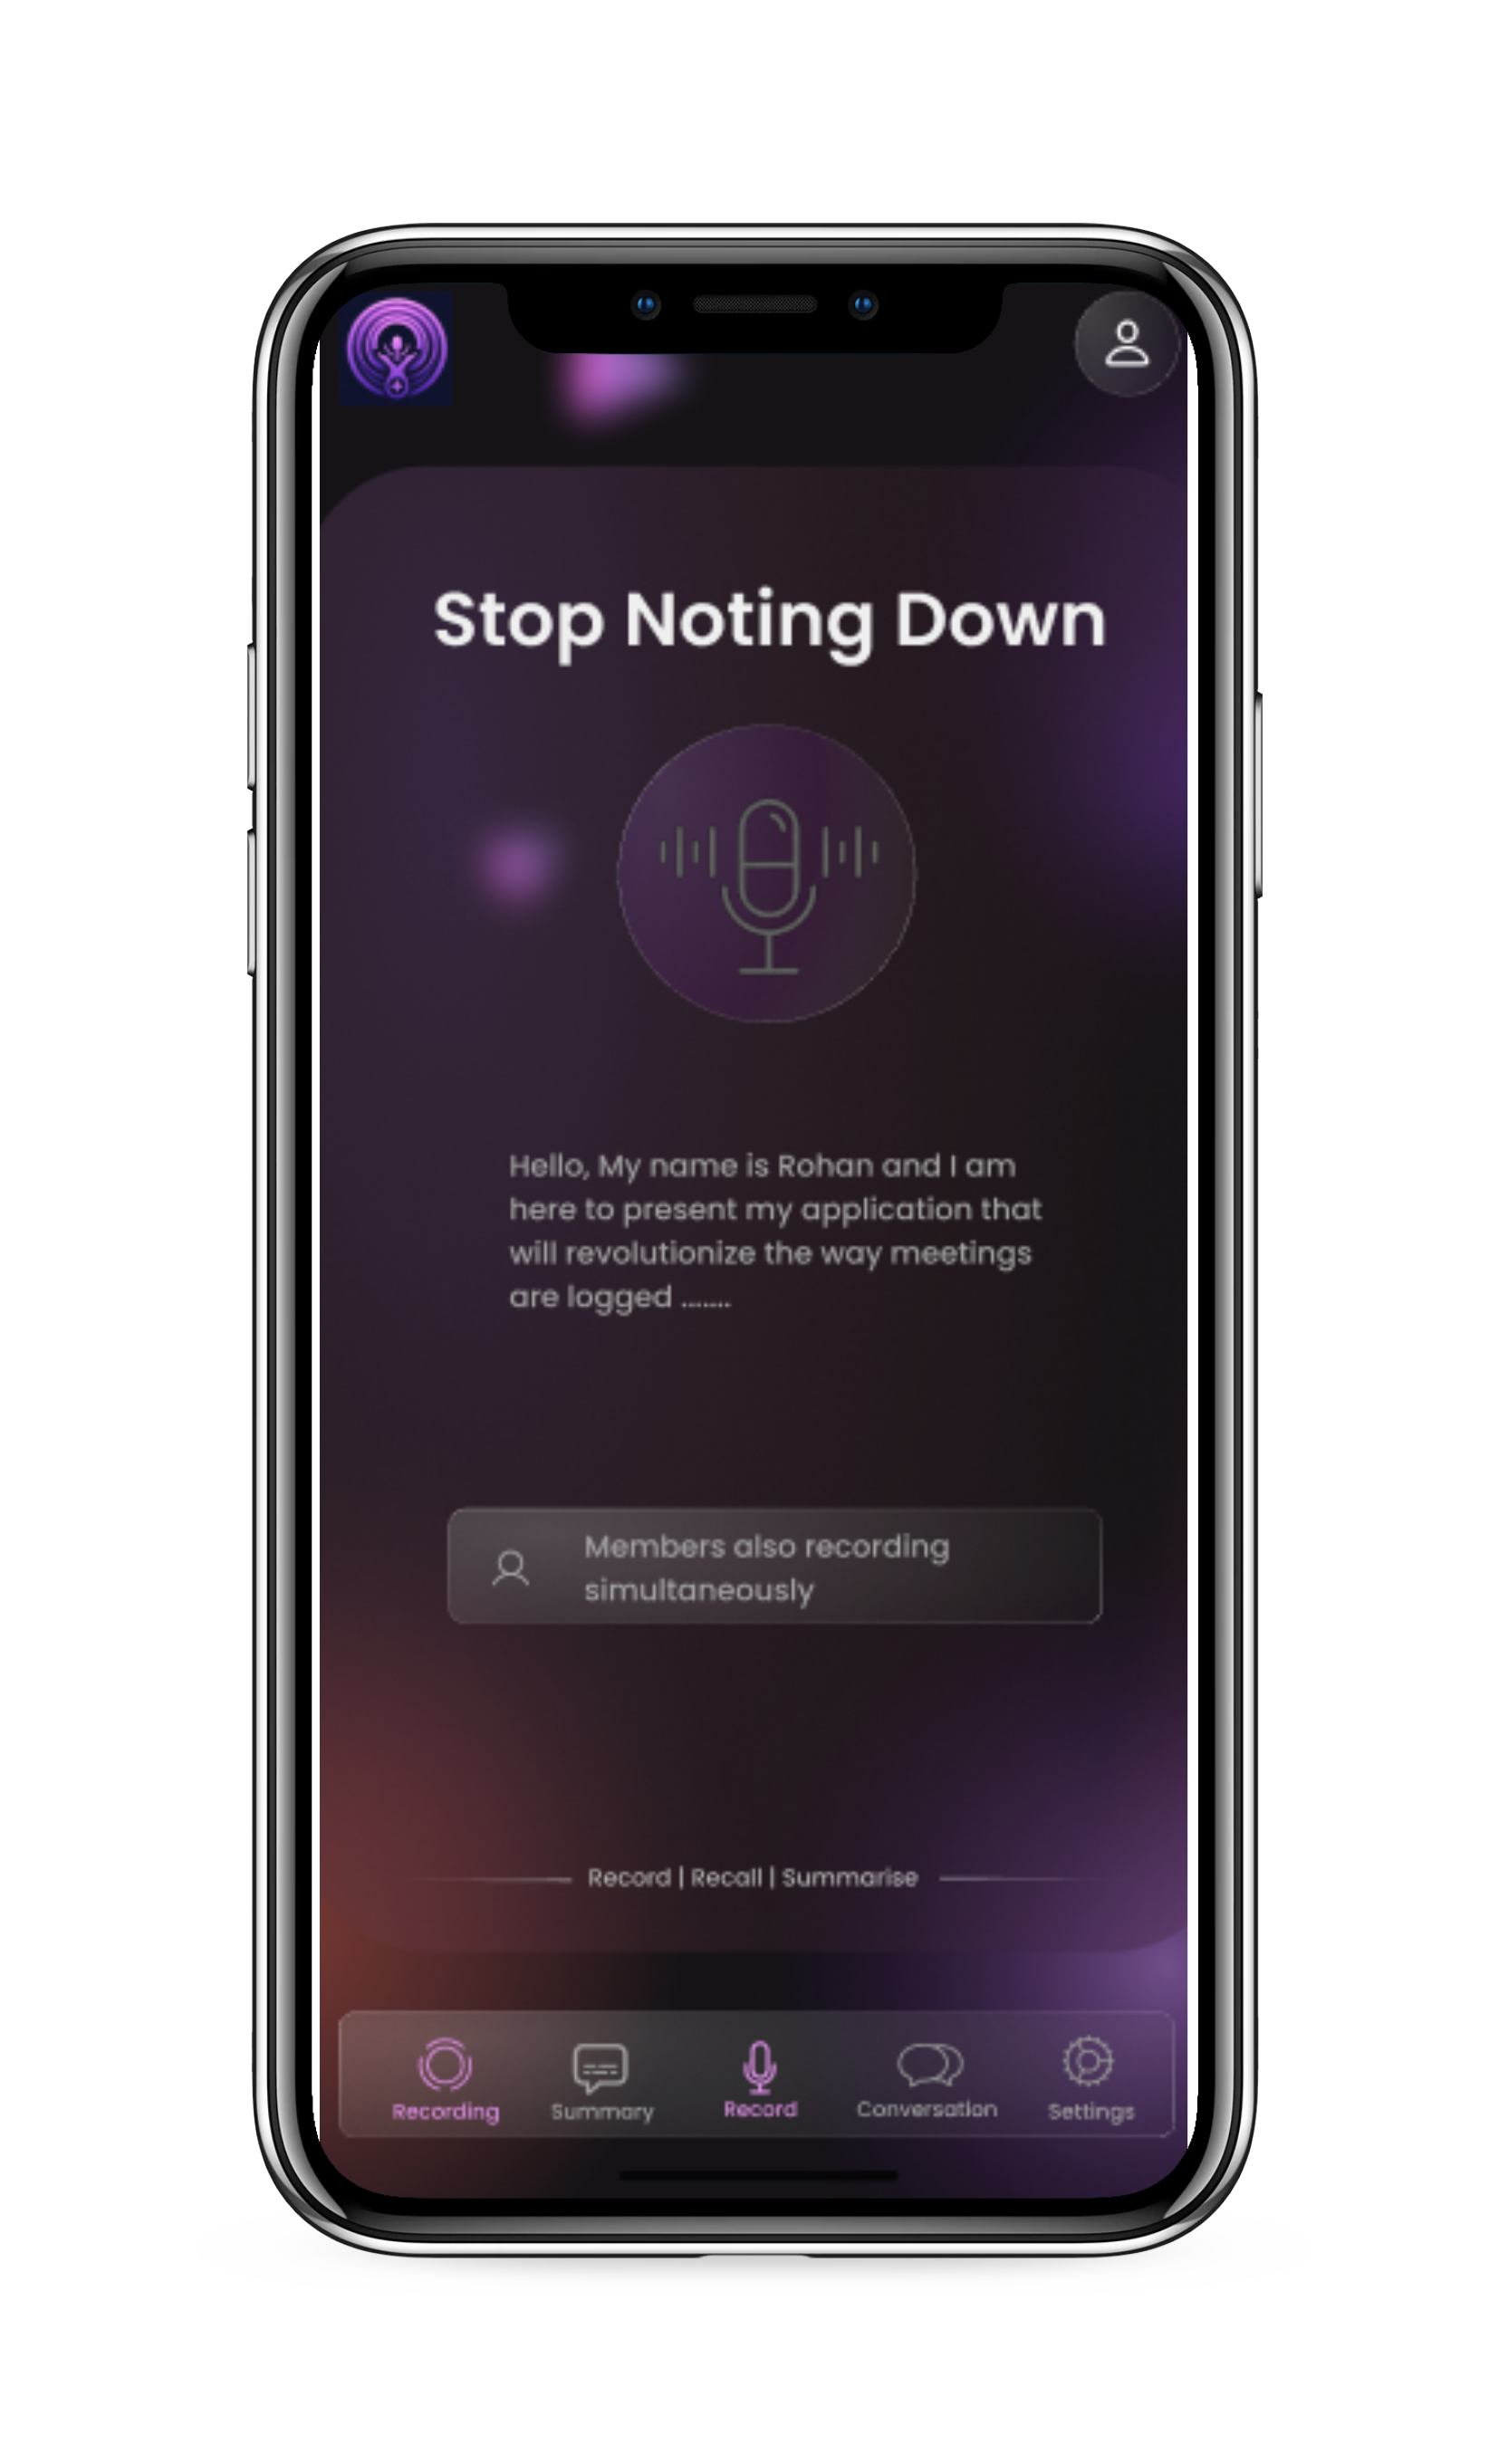 Stop Noting Down
Hello, My name is Rohan and I am
here to present my application that
will revolutionize the way meetings
are logged .......
Members also recording
simultaneously
Record | Recall | Summarise
Recording
Summary
Record
Conversation
Settings